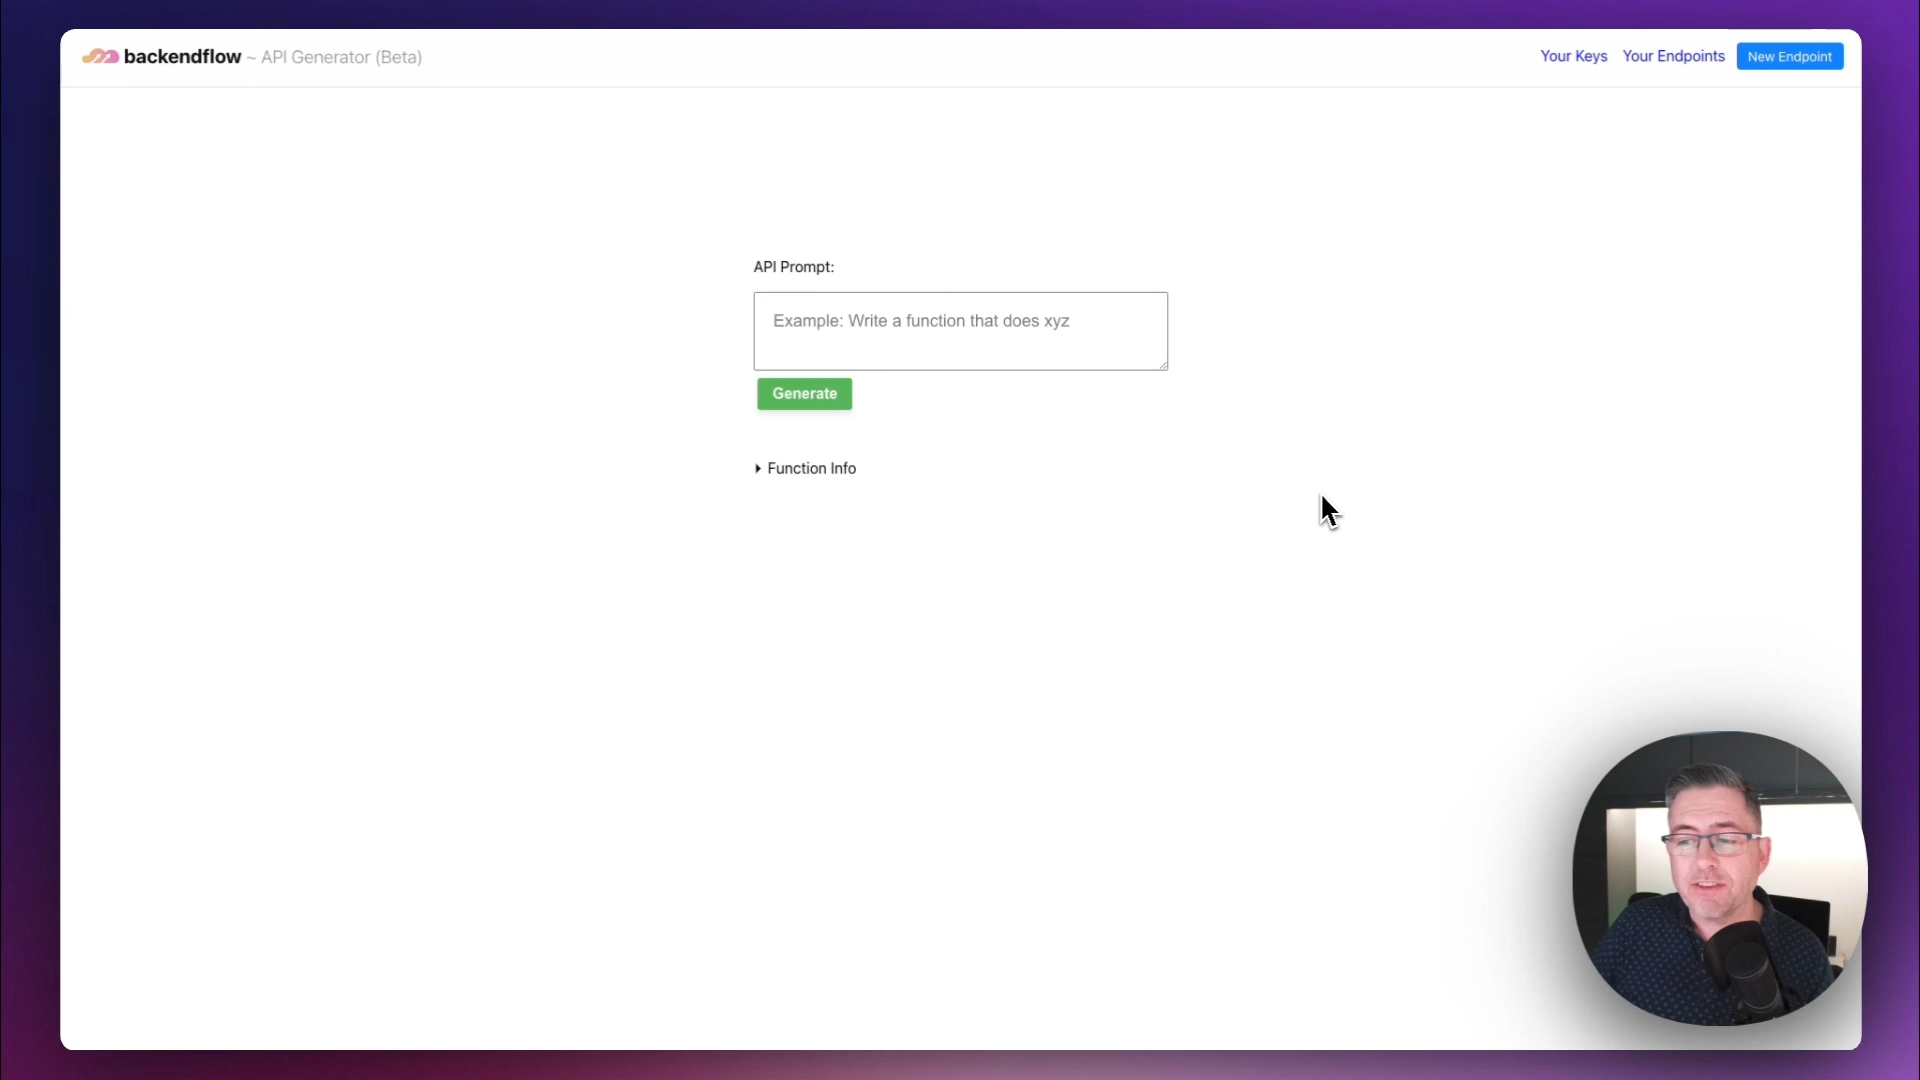 backendflow ~ API Generator (Beta)
Your Keys
Your Endpoints
New Endpoint
API Prompt:
Example: Write a function that does xyz
Generate
Function Info